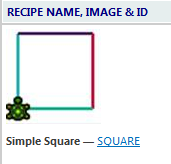 RECIPE NAME, IMAGE & ID
Simple Square — SQUARE